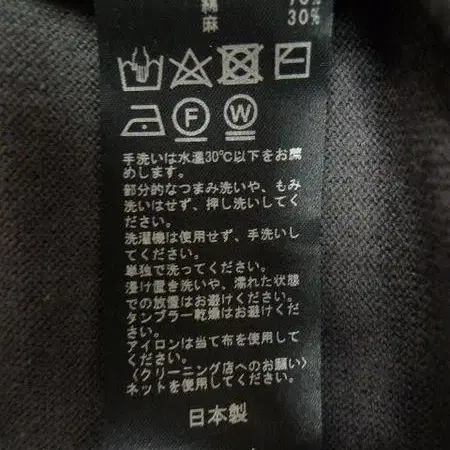 麻 30%
F W
手洗いは水温30℃以下をお薦
めします。
部分的なつまみ洗いや、もみ
洗いはせず、押し洗いしてく
ださい。
洗濯機は使用せず、手洗いし
てください。
単独で洗ってください。
浸け置き洗いや、濡れた状態
での放置はお避けください。
タンブラー乾燥はお避けくだ
さい。
アイロンは当て布を使用して
ください。
〈クリーニング店へのお願い〉
ネットを使用してください。
日本製